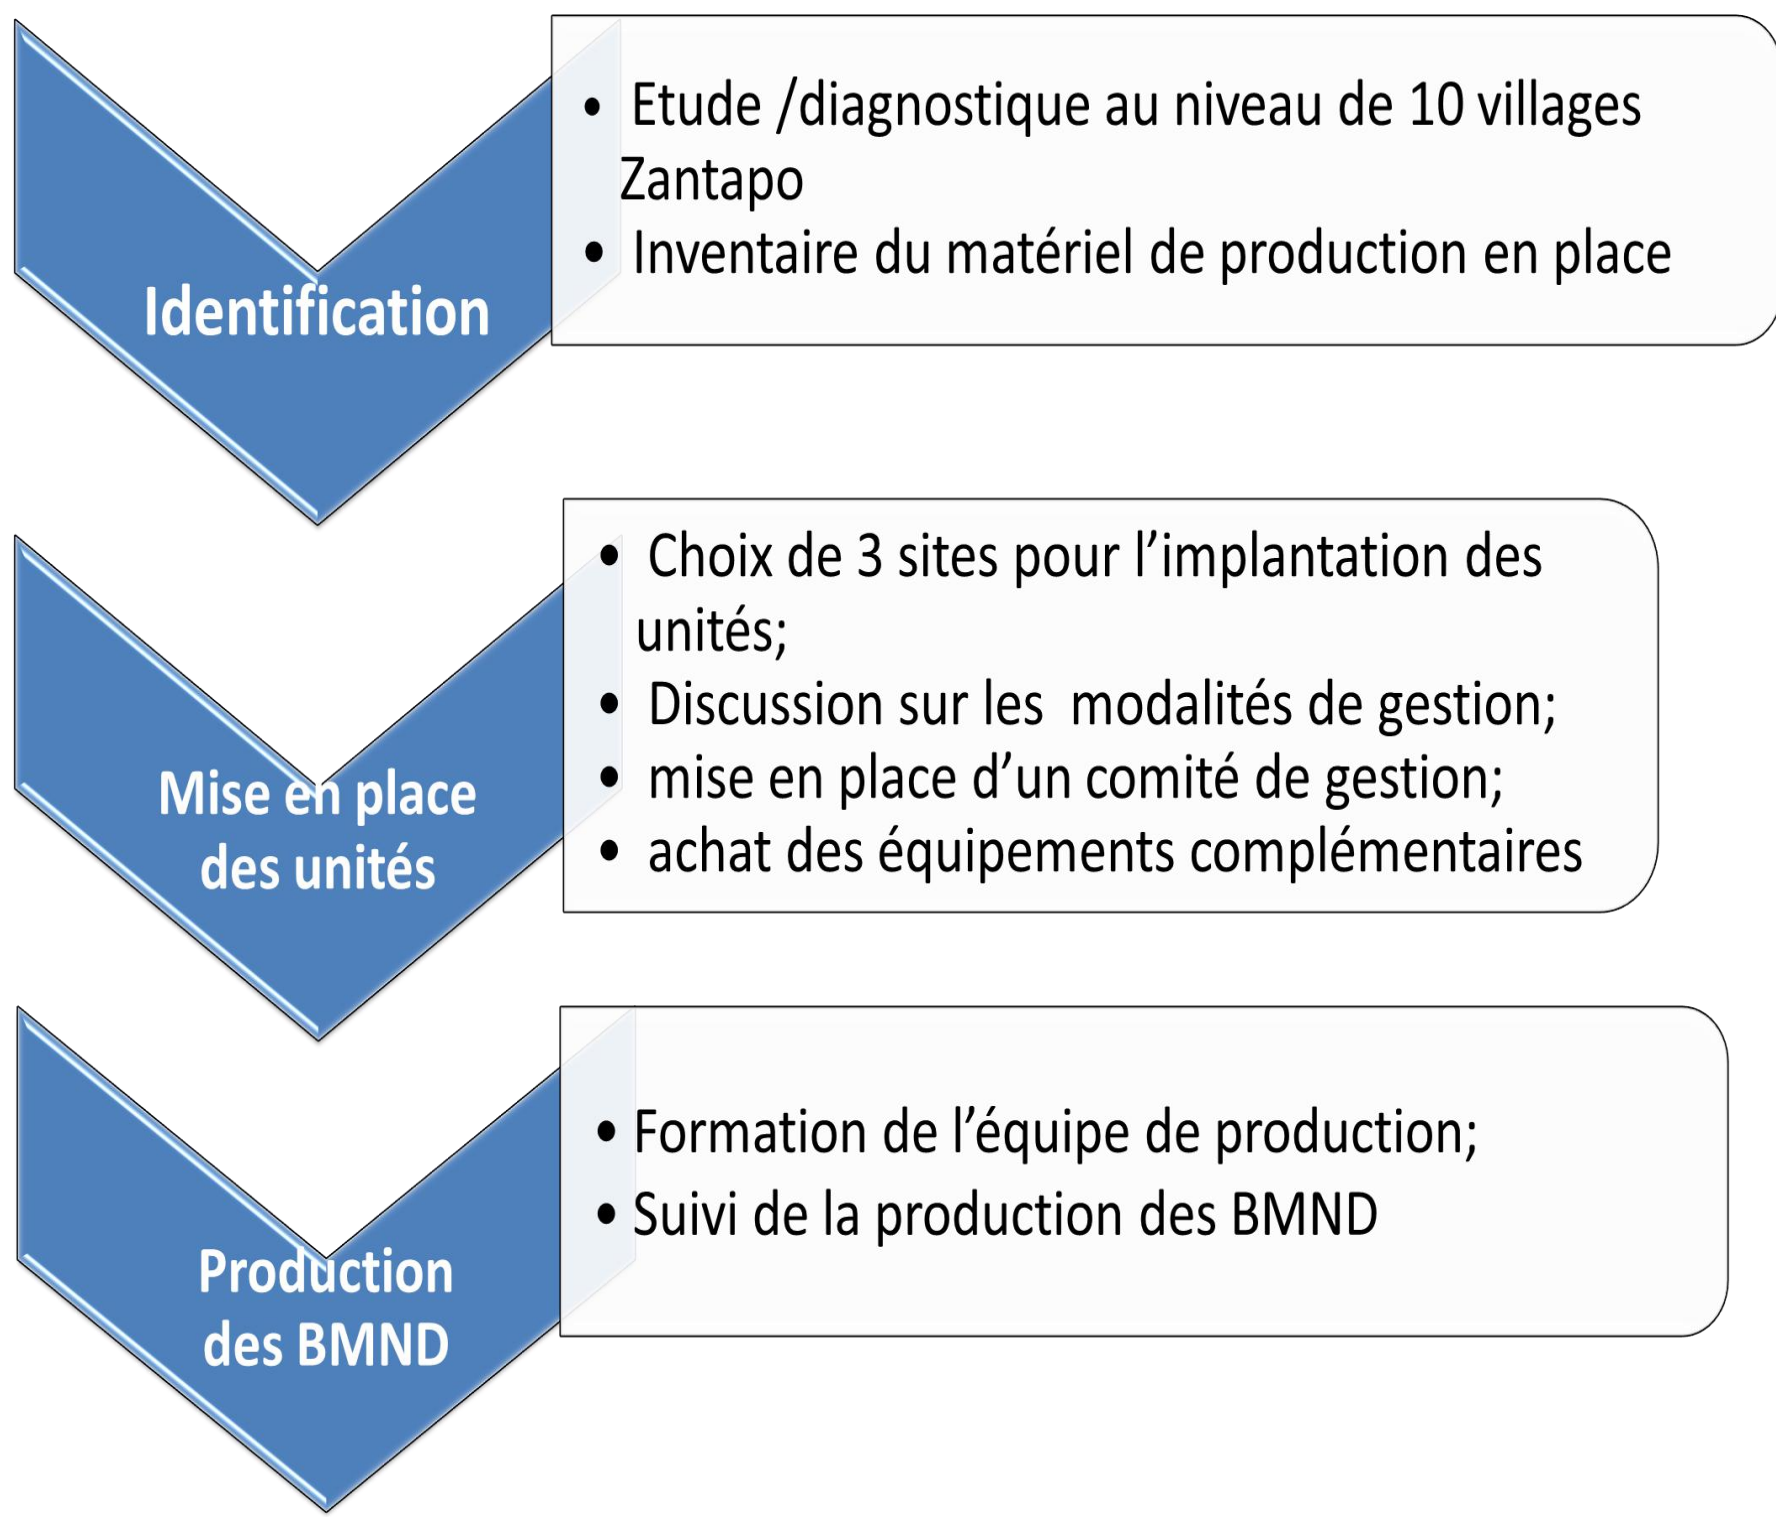 Identification
• Etude /diagnostique au niveau de 10 villages
Zantapo
• Inventaire du matériel de production en place
Mise en place
des unités
• Choix de 3 sites pour l’implantation des
unités;
• Discussion sur les modalités de gestion;
• mise en place d’un comité de gestion;
• achat des équipements complémentaires
Production
des BMND
• Formation de l’équipe de production;
• Suivi de la production des BMND